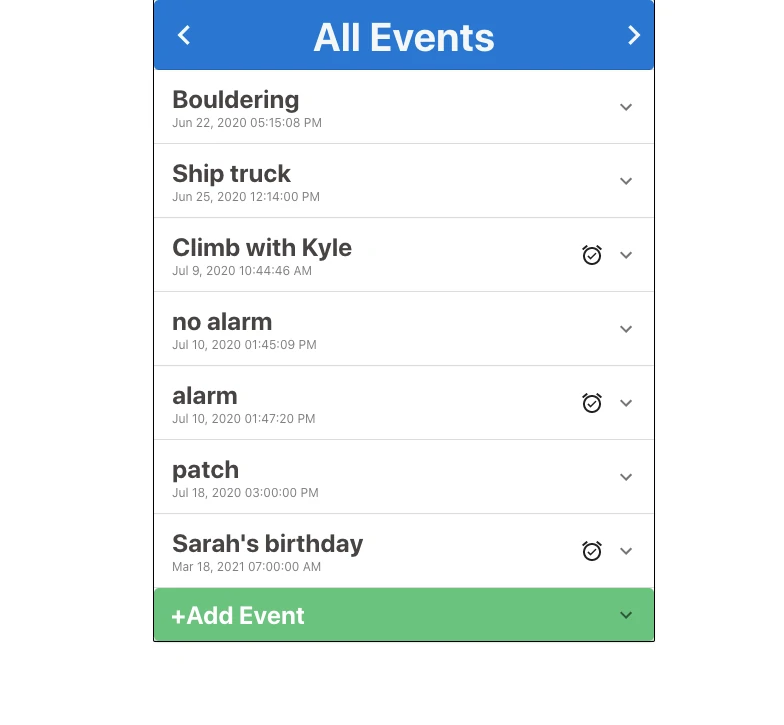 All Events
Bouldering
Jun 22, 2020 05:15:08 PM
Ship truck
Jun 25, 2020 12:14:00 PM
Climb with Kyle
Jul 9, 2020 10:44:46 AM
no alarm
Jul 10, 2020 01:45:09 PM
alarm
Jul 10, 2020 01:47:20 PM
patch
Jul 18, 2020 03:00:00 PM
Sarah's birthday
Mar 18, 2021 07:00:00 AM
+Add Event